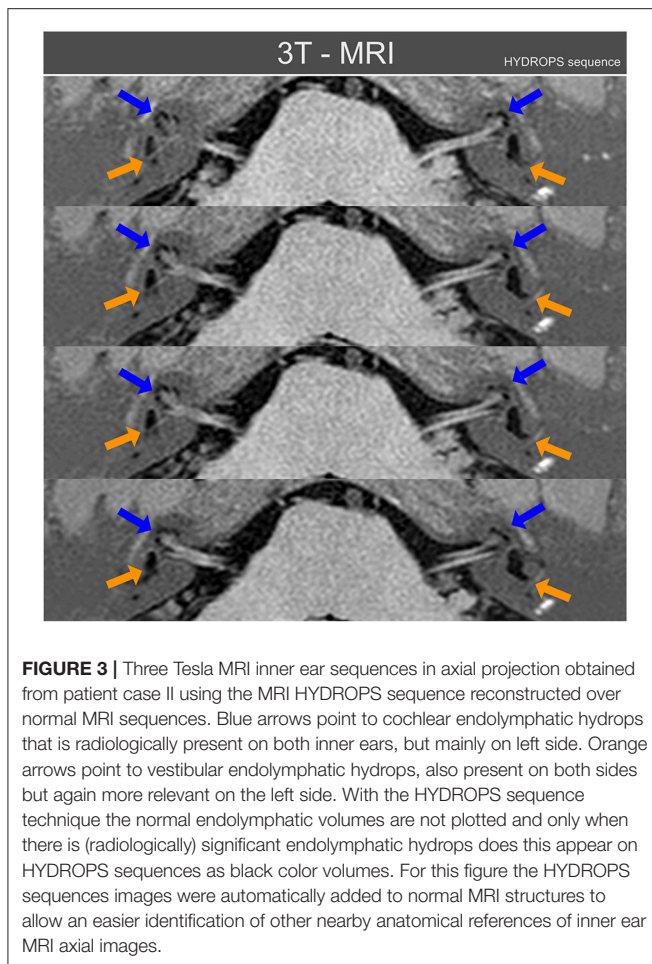 3T - MRI
HYDROPS sequence
FIGURE 3 | Three Tesla MRI inner ear sequences in axial projection obtained
from patient case II using the MRI HYDROPS sequence reconstructed over
normal MRI sequences. Blue arrows point to cochlear endolymphatic hydrops
that is radiologically present on both inner ears, but mainly on left side. Orange
arrows point to vestibular endolymphatic hydrops, also present on both sides
but again more relevant on the left side. With the HYDROPS sequence
technique the normal endolymphatic volumes are not plotted and only when
there is (radiologically) significant endolymphatic hydrops does this appear on
HYDROPS sequences as black color volumes. For this figure the HYDROPS
sequences images were automatically added to normal MRI structures to
allow an easier identification of other nearby anatomical references of inner ear
MRI axial images.